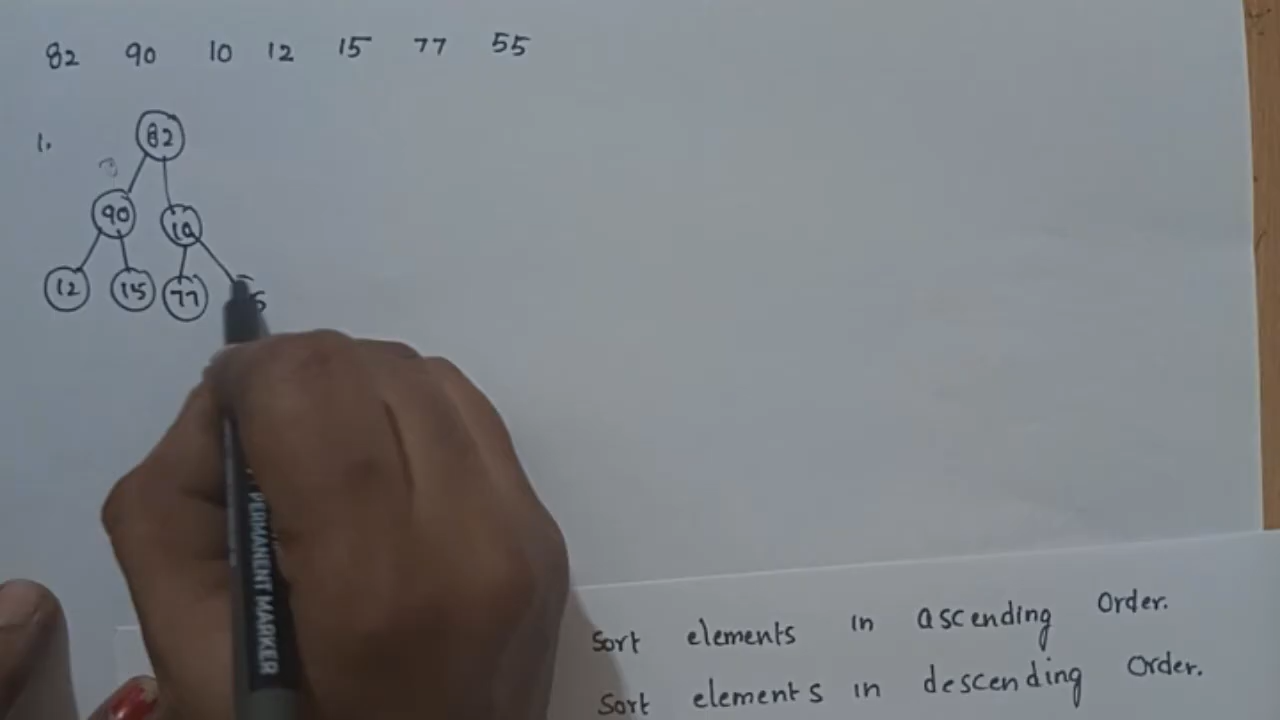 82 90 10 12 15 77 55
1.
82
90 10
12 15 77
PERMANENT MARKER
Sort elements in ascending Order.
Sort elements in descending Order.